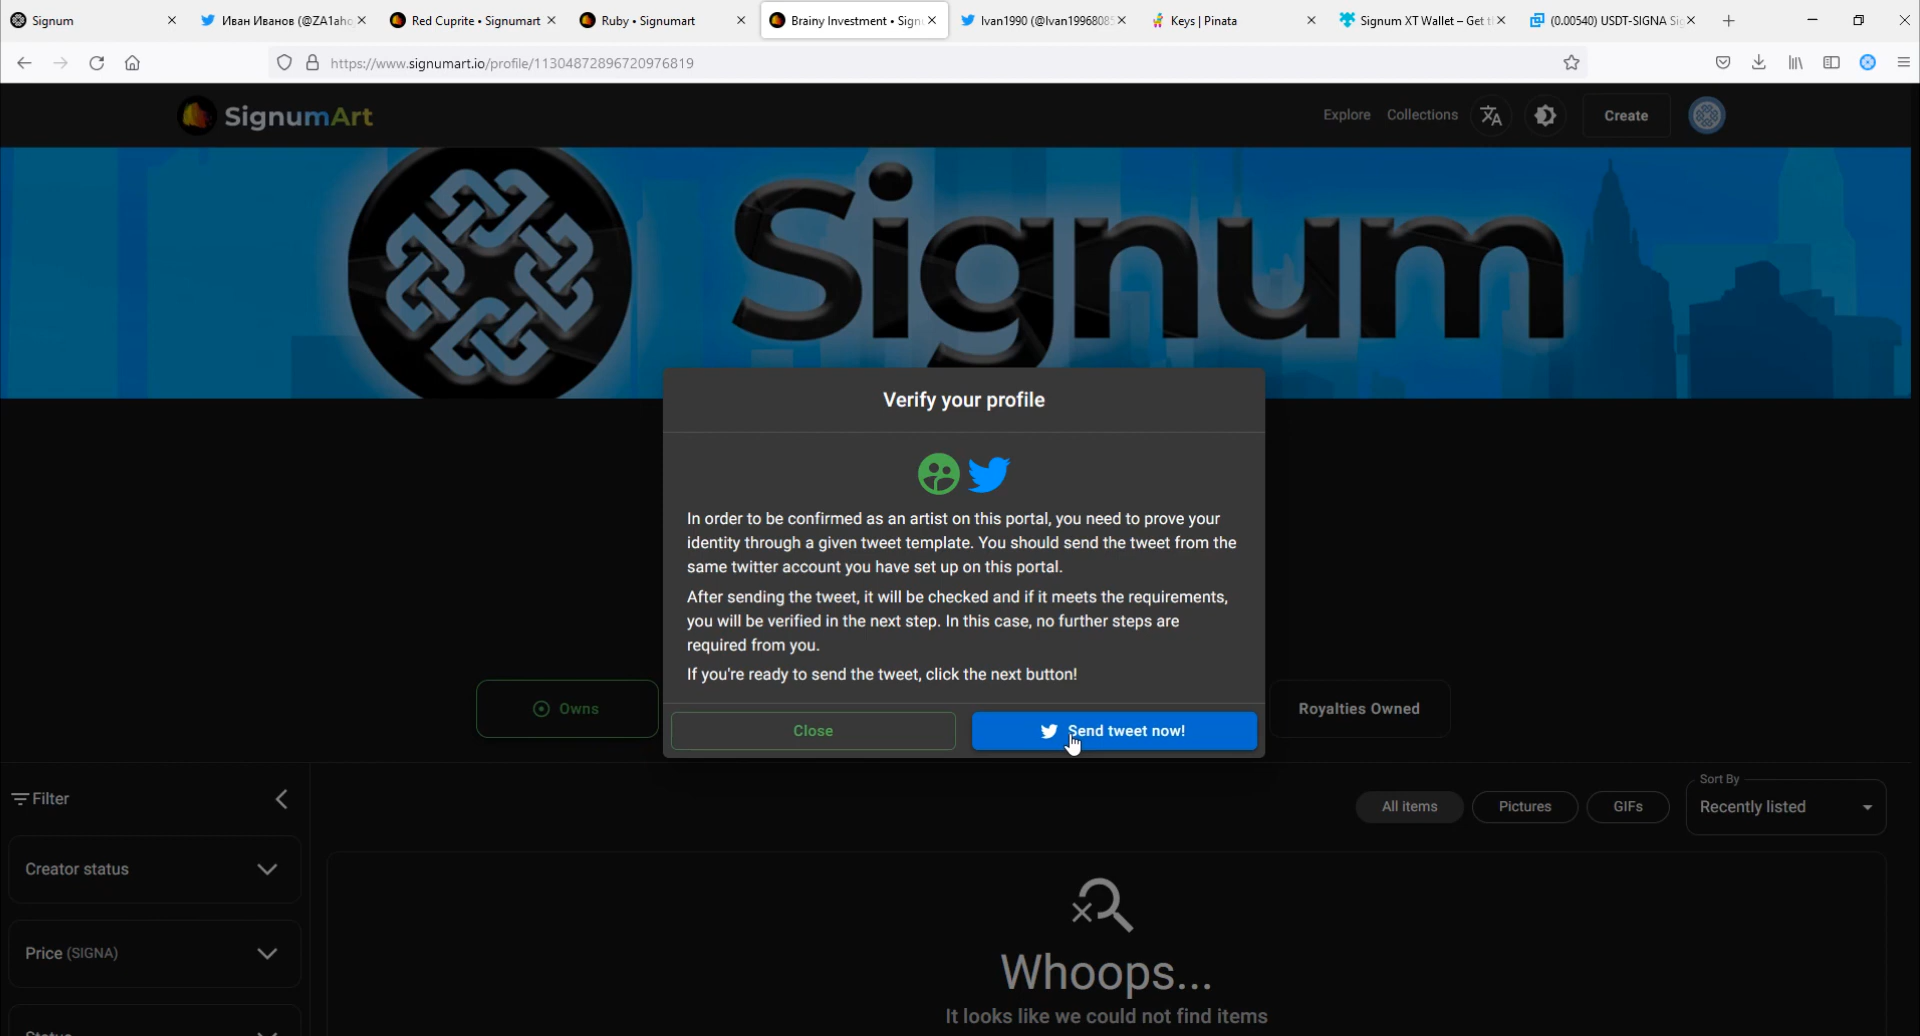 Signum
Иван Иванов (@ZA1aho
Red Cuprite • Signumart
Ruby • Signumart
Brainy Investment • Sign
Ivan1990 (@Ivan1996808
Keys | Pinata
Signum XT Wallet – Get t
(0.00540) USDT-SIGNA Si
https://www.signumart.io/profile/11304872896720976819
SignumArt
Explore
Collections
Create
Signum
Verify your profile
In order to be confirmed as an artist on this portal, you need to prove your
identity through a given tweet template. You should send the tweet from the
same twitter account you have set up on this portal.
After sending the tweet, it will be checked and if it meets the requirements,
you will be verified in the next step. In this case, no further steps are
required from you.
If you're ready to send the tweet, click the next button!
Owns
Royalties Owned
Close
Send tweet now!
Filter
Sort By
All items
Pictures
GIFs
Recently listed
Creator status
Price (SIGNA)
Whoops...
It looks like we could not find items
Status